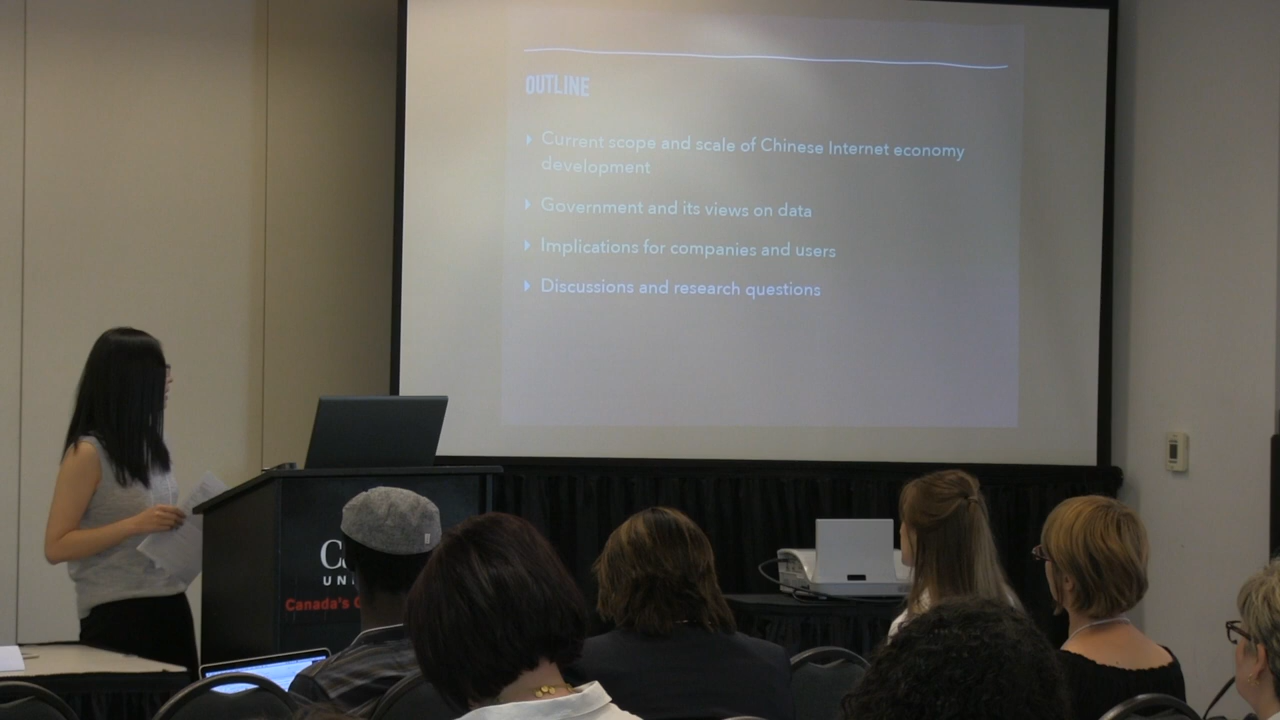 OUTLINE
Current scope and scale of Chinese Internet economy
development
Government and its views on data
Implications for companies and users
Discussions and research questions
Canada's